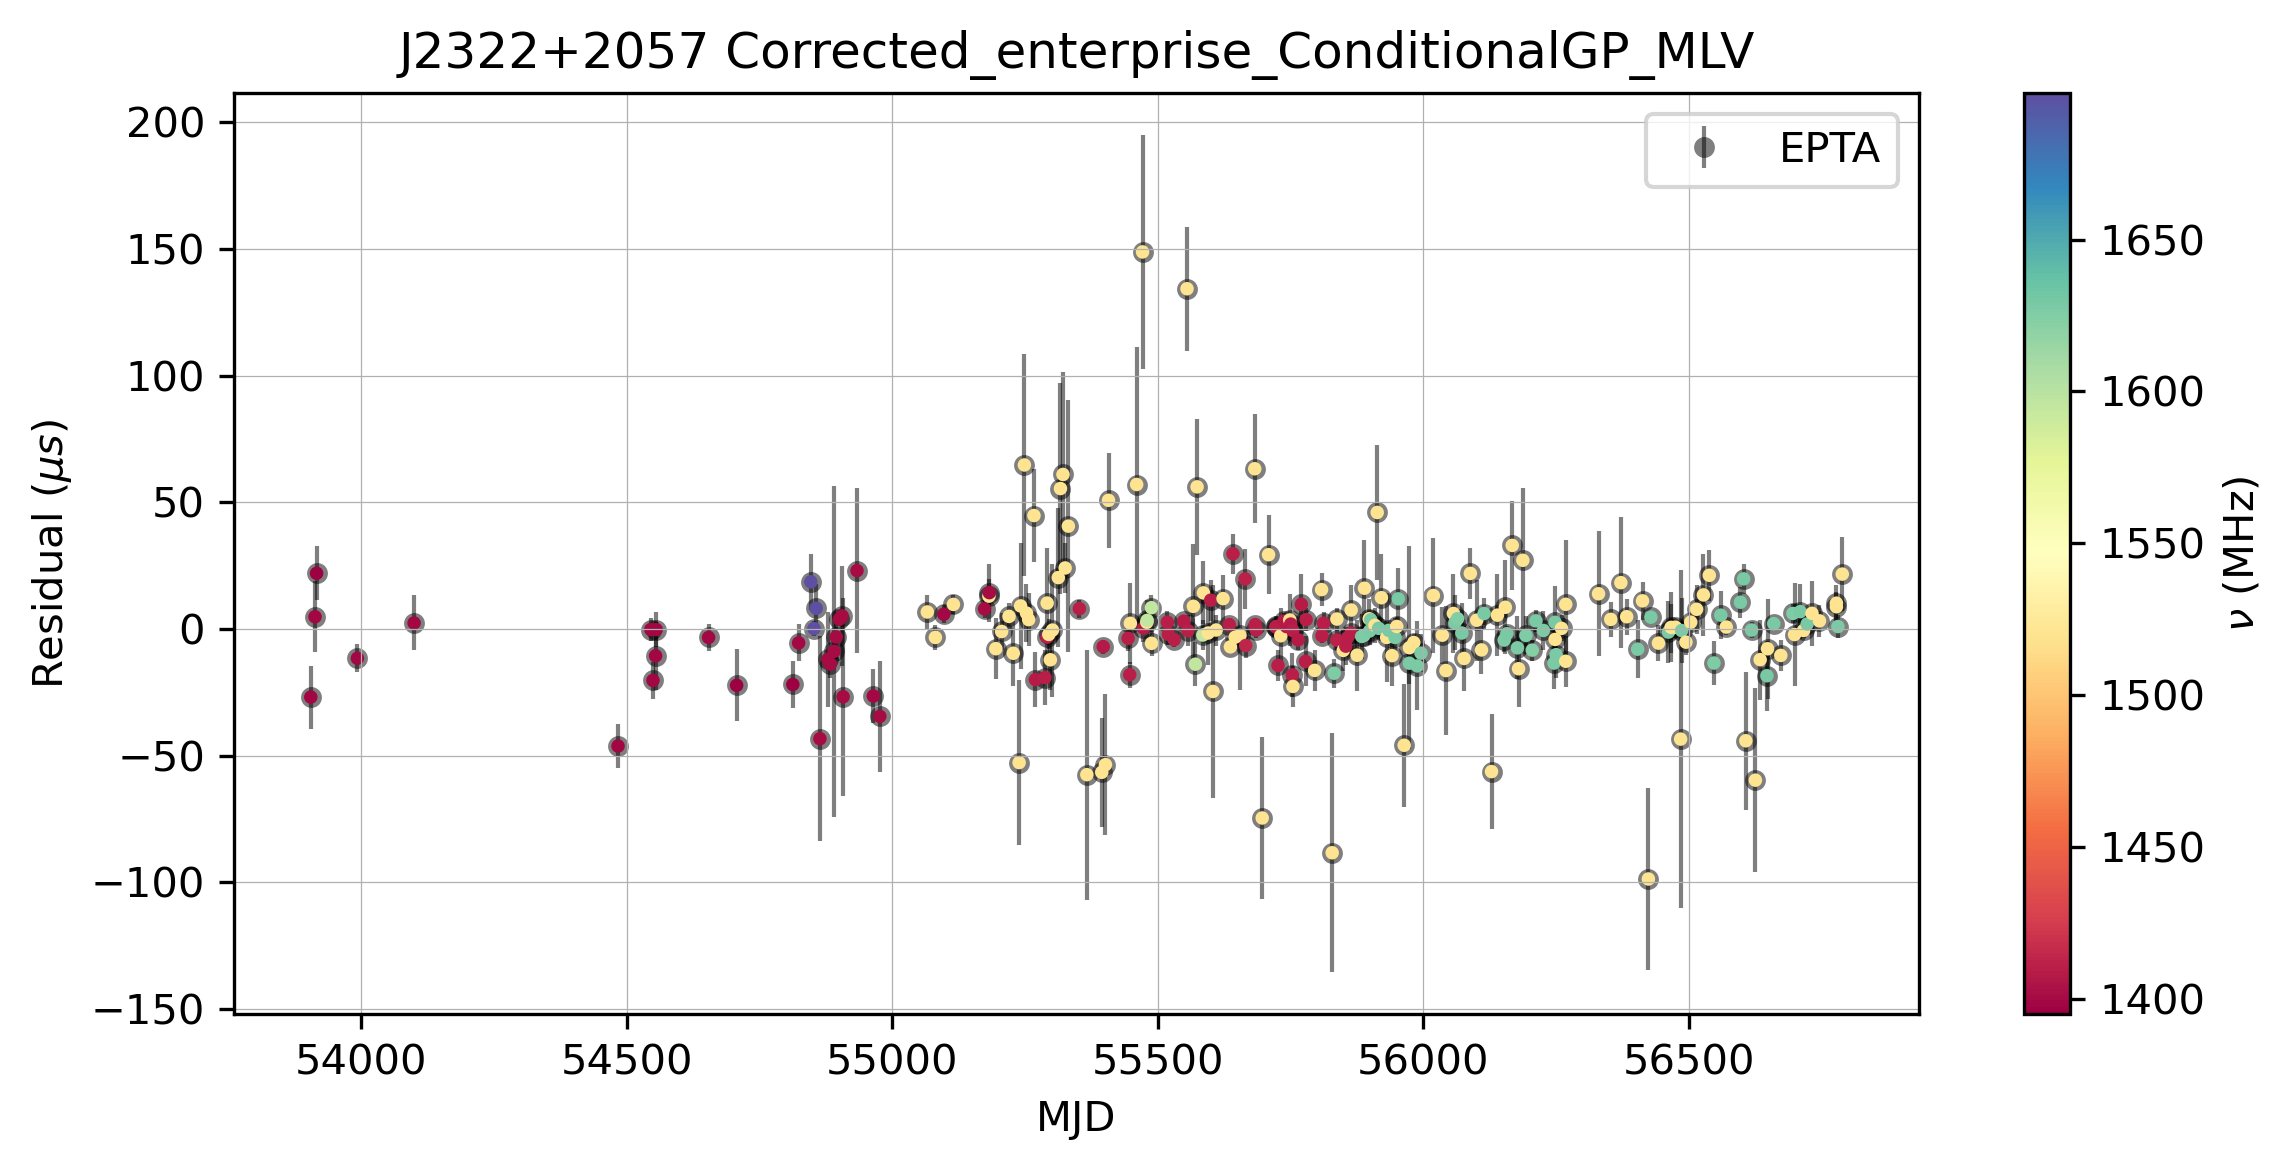 J2322+2057 Corrected_enterprise_ConditionalGP_MLV
EPTA
200
150
100
50
0
−50
−100
−150
Residual (μs)
54000 54500 55000 55500 56000 56500
MJD
1650
1600
1550
1500
1450
1400
ν (MHz)